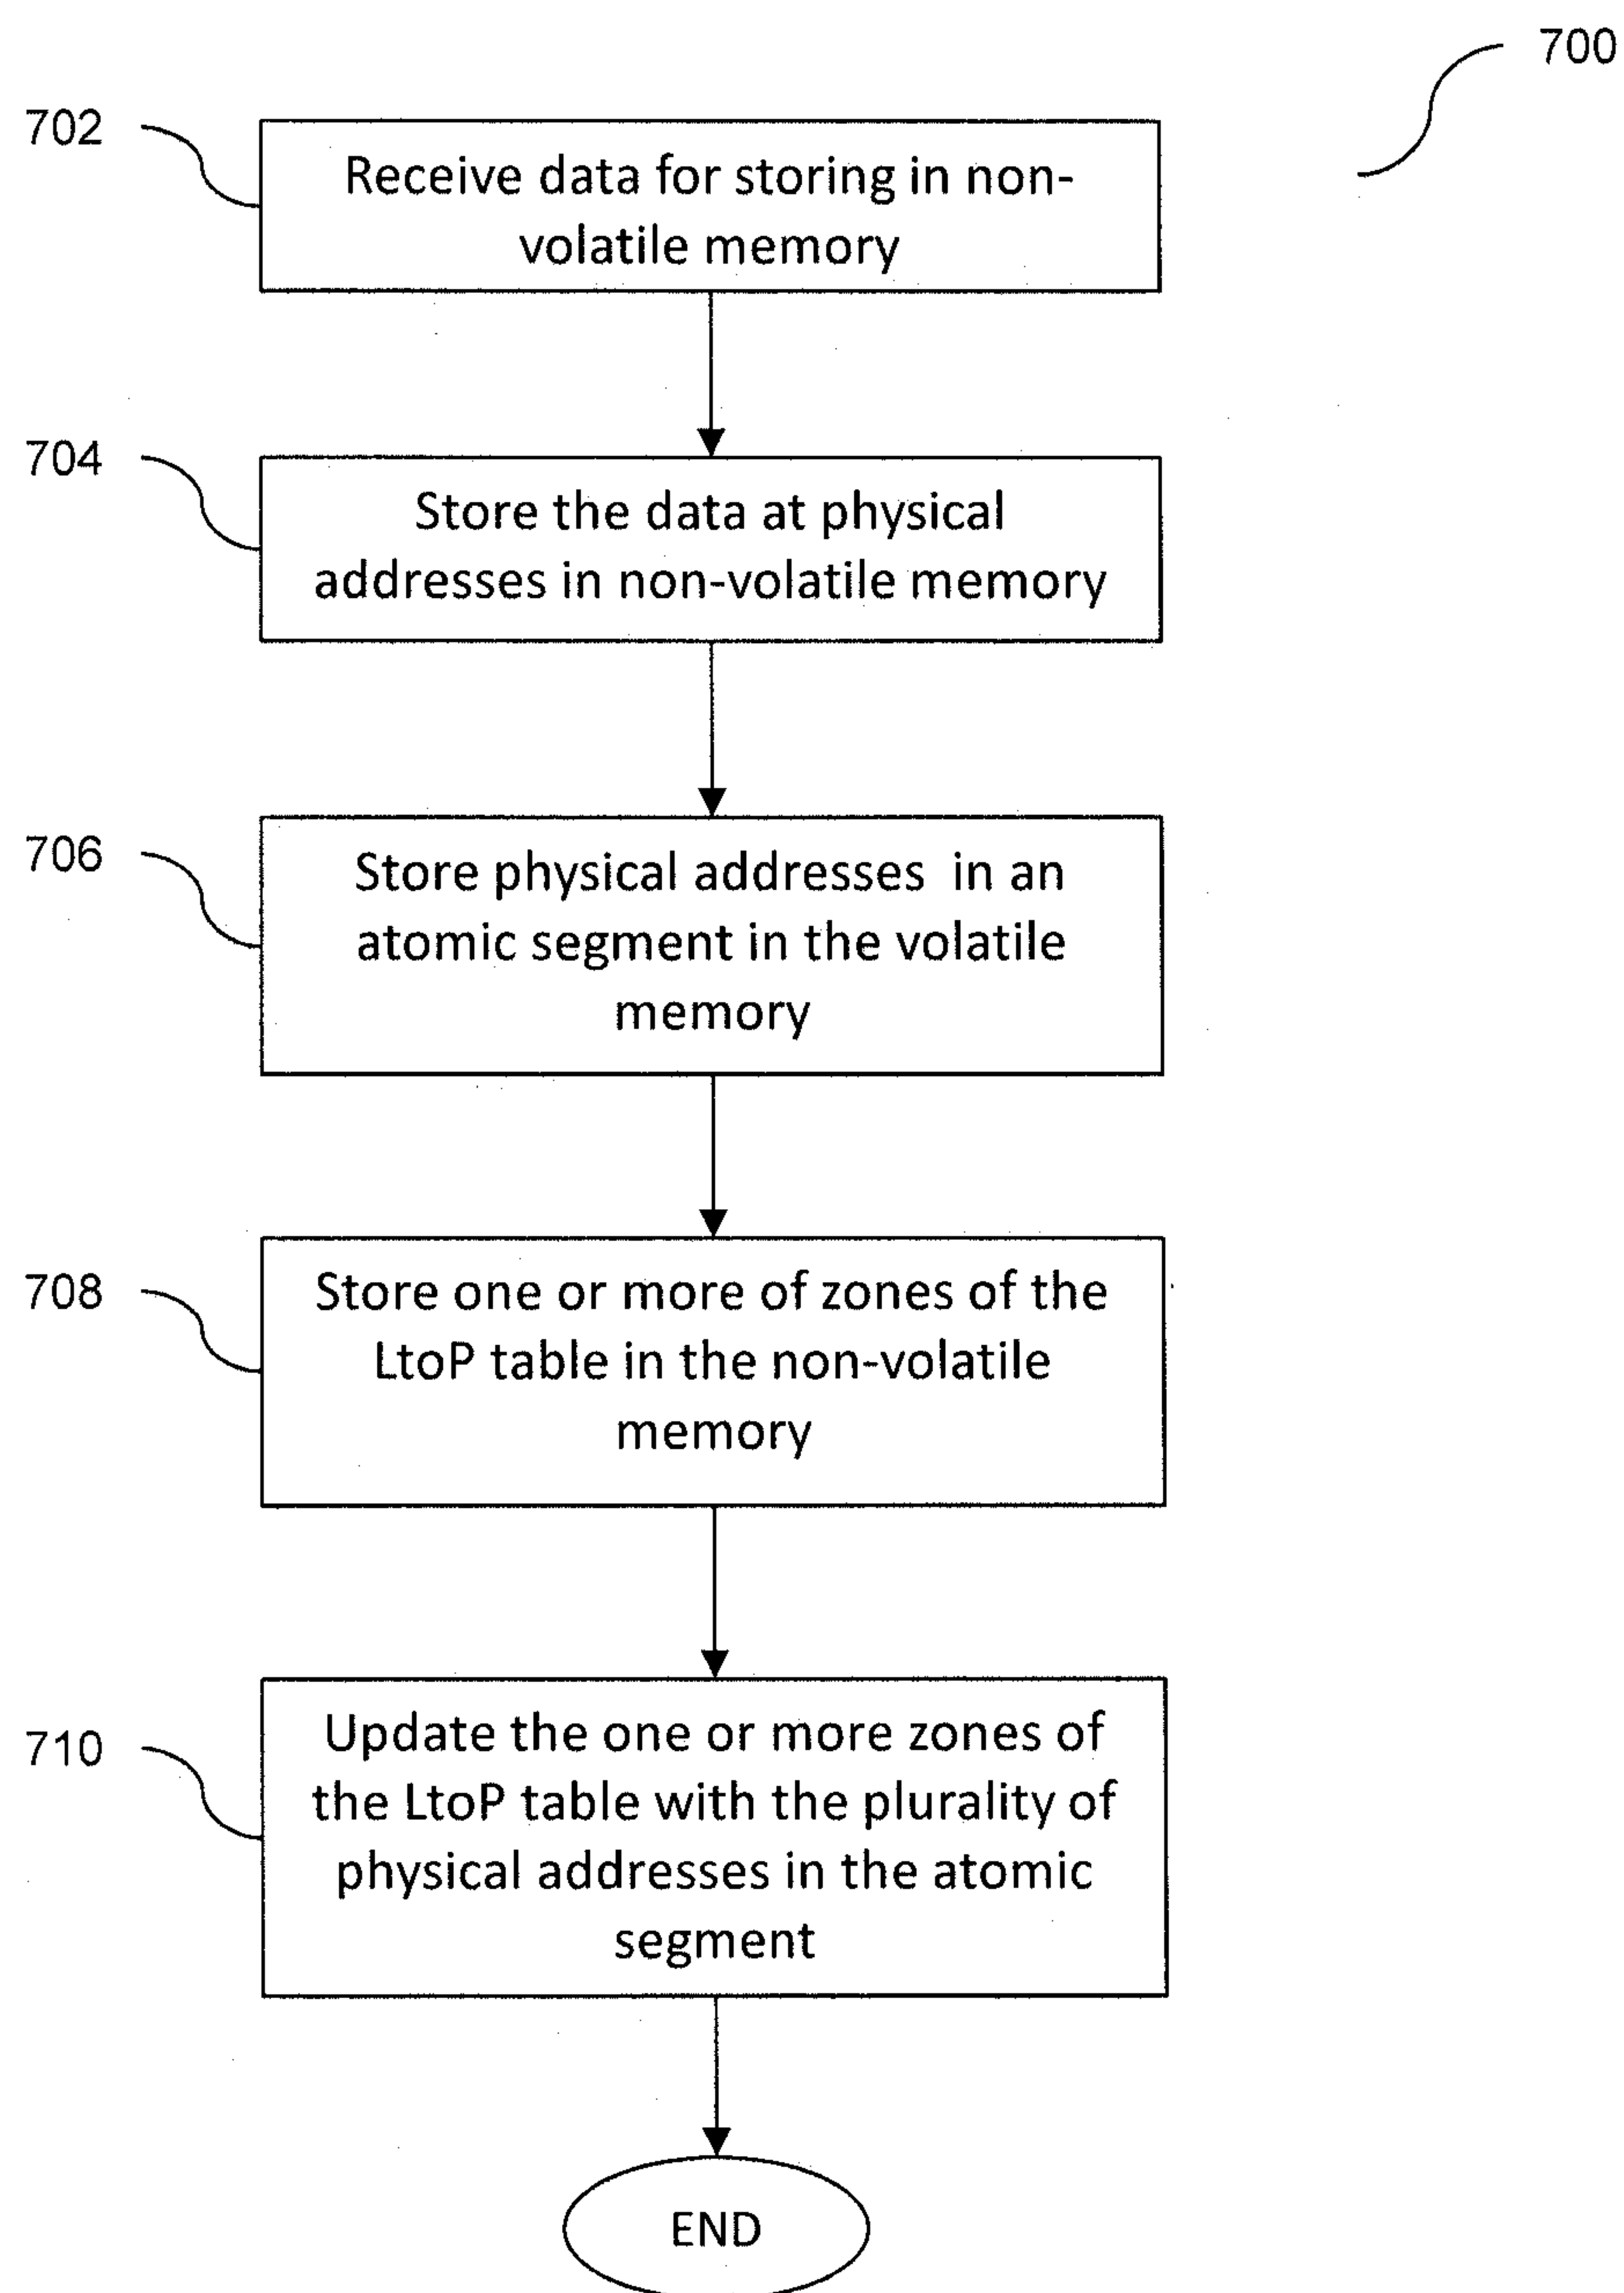 700
702
Receive data for storing in non-
volatile memory
704
Store the data at physical
addresses in non-volatile memory
706
Store physical addresses in an
atomic segment in the volatile
memory
708
Store one or more of zones of the
LtoP table in the non-volatile
memory
710
Update the one or more zones of
the LtoP table with the plurality of
physical addresses in the atomic
segment
END